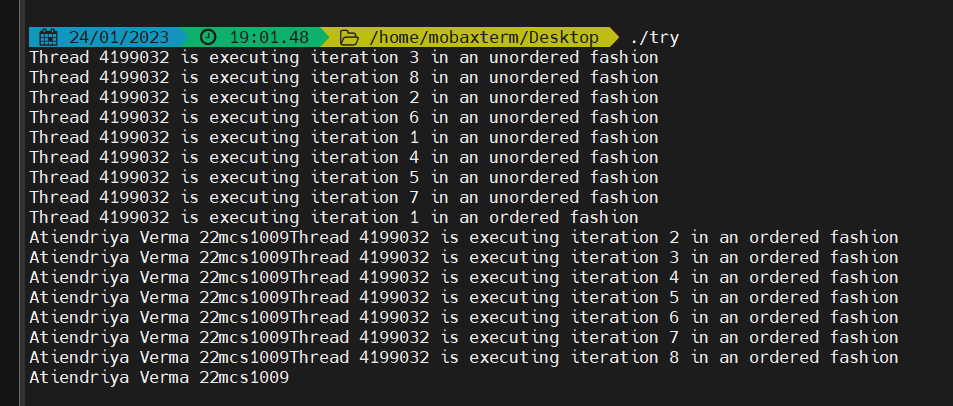 24/01/2023 19:01.48 /home/mobaxterm/Desktop ./try
Thread 4199032 is executing iteration 3 in an unordered fashion
Thread 4199032 is executing iteration 8 in an unordered fashion
Thread 4199032 is executing iteration 2 in an unordered fashion
Thread 4199032 is executing iteration 6 in an unordered fashion
Thread 4199032 is executing iteration 1 in an unordered fashion
Thread 4199032 is executing iteration 4 in an unordered fashion
Thread 4199032 is executing iteration 5 in an unordered fashion
Thread 4199032 is executing iteration 7 in an unordered fashion
Thread 4199032 is executing iteration 1 in an ordered fashion
Atiendriya Verma 22mcs1009Thread 4199032 is executing iteration 2 in an ordered fashion
Atiendriya Verma 22mcs1009Thread 4199032 is executing iteration 3 in an ordered fashion
Atiendriya Verma 22mcs1009Thread 4199032 is executing iteration 4 in an ordered fashion
Atiendriya Verma 22mcs1009Thread 4199032 is executing iteration 5 in an ordered fashion
Atiendriya Verma 22mcs1009Thread 4199032 is executing iteration 6 in an ordered fashion
Atiendriya Verma 22mcs1009Thread 4199032 is executing iteration 7 in an ordered fashion
Atiendriya Verma 22mcs1009Thread 4199032 is executing iteration 8 in an ordered fashion
Atiendriya Verma 22mcs1009